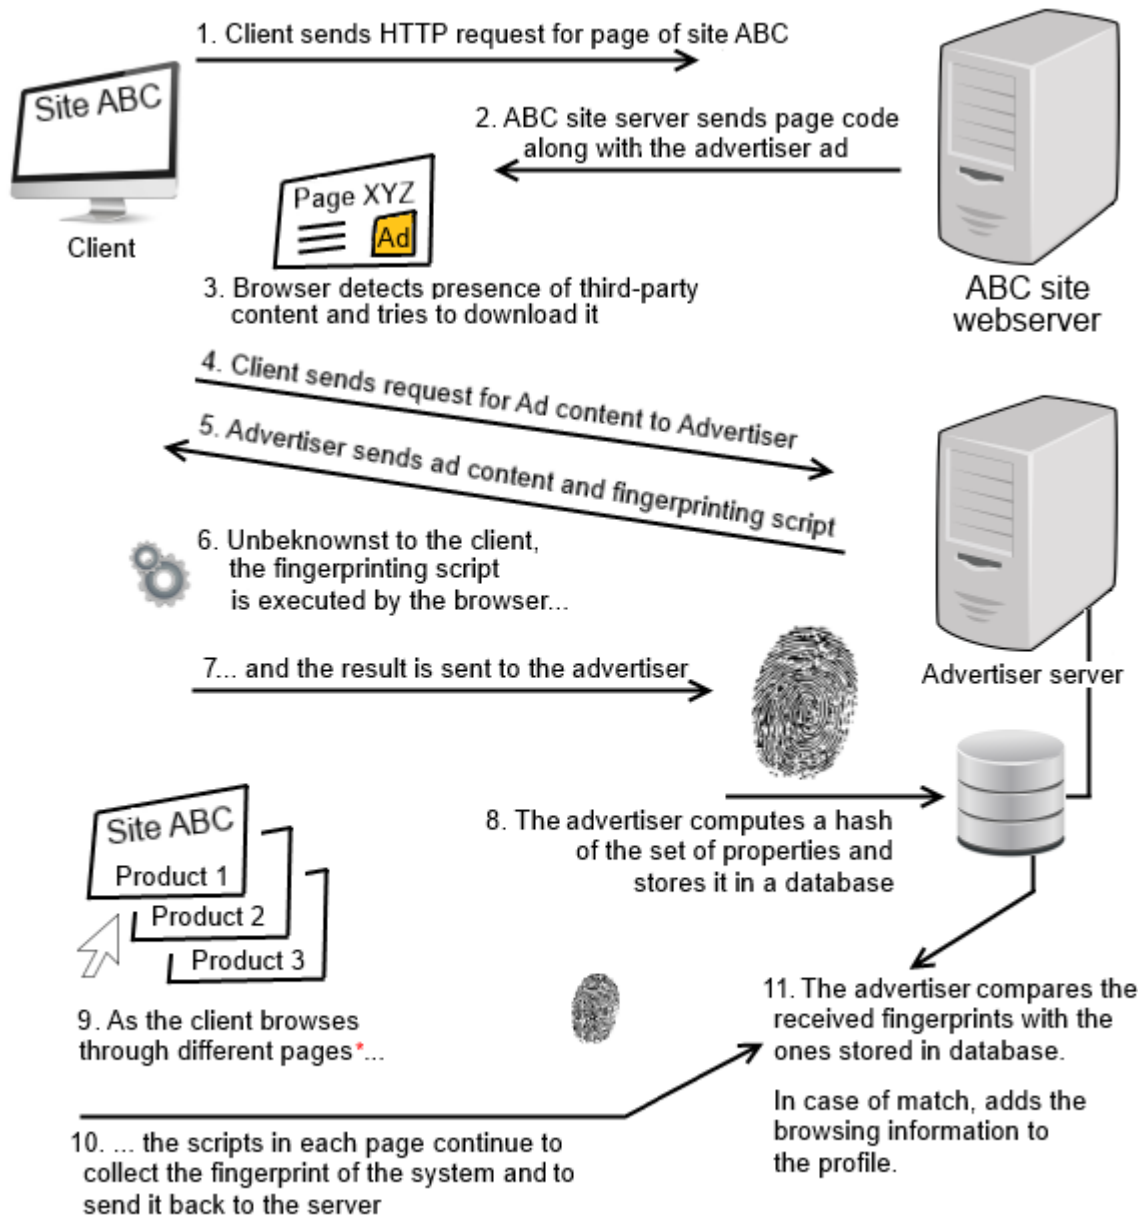 1. Client sends HTTP request for page of site ABC
Site ABC
Client
2. ABC site server sends page code
along with the advertiser ad
Page XYZ
Ad
ABC site
webserver
3. Browser detects presence of third-party
content and tries to download it
4. Client sends request for Ad content to Advertiser
5. Advertiser sends ad content and fingerprinting script
6. Unbeknownst to the client,
the fingerprinting script
is executed by the browser...
Advertiser server
7... and the result is sent to the advertiser
8. The advertiser computes a hash
of the set of properties and
stores it in a database
Site ABC
Product 1
Product 2
Product 3
9. As the client browses
through different pages*...
10. ... the scripts in each page continue to
collect the fingerprint of the system and to
send it back to the server
11. The advertiser compares the
received fingerprints with the
ones stored in database.
In case of match, adds the
browsing information to
the profile.